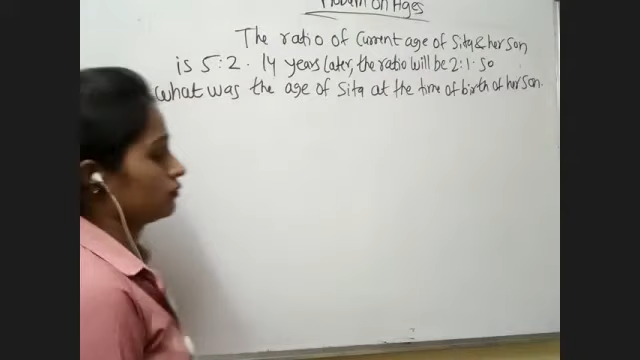 Problem on Ages
The ratio of Current age of Sita & her Son
is 5:2. 14 years later, the ratio will be 2:1. So
what was the age of Sita at the time of birth of her Son.